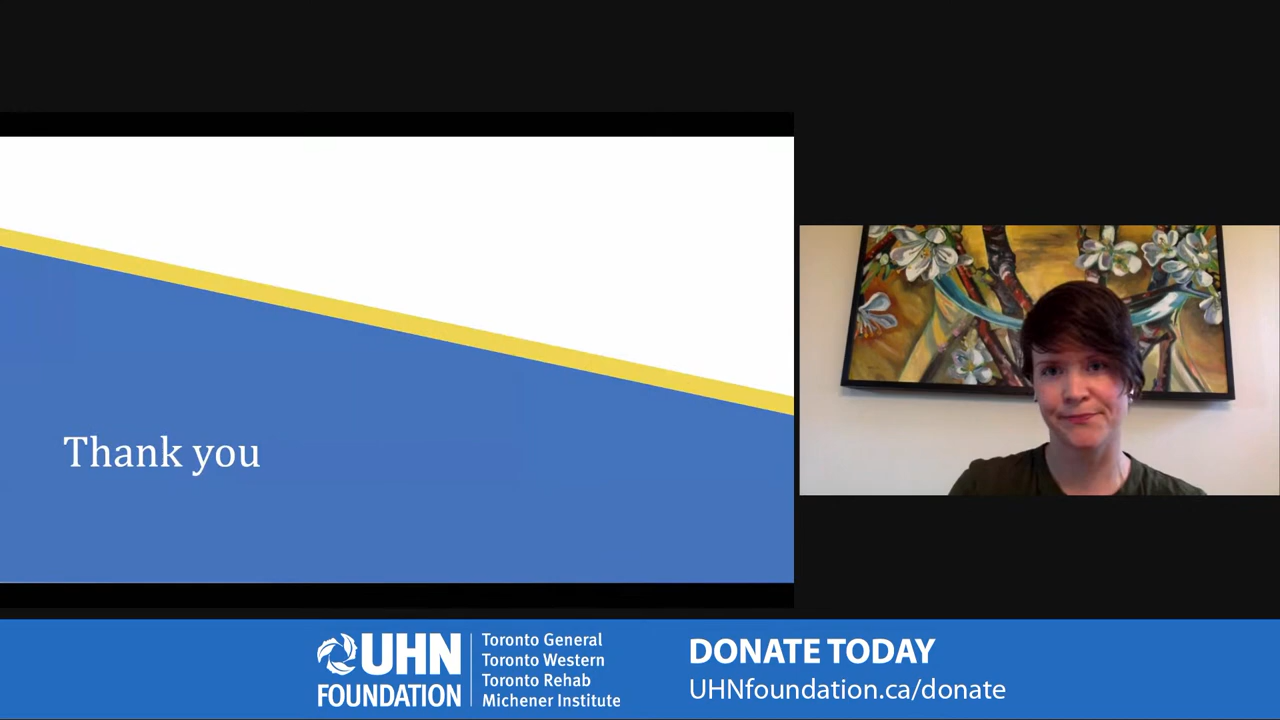 Thank you
UHN
FOUNDATION
Toronto General
Toronto Western
Toronto Rehab
Michener Institute
DONATE TODAY
UHNfoundation.ca/donate